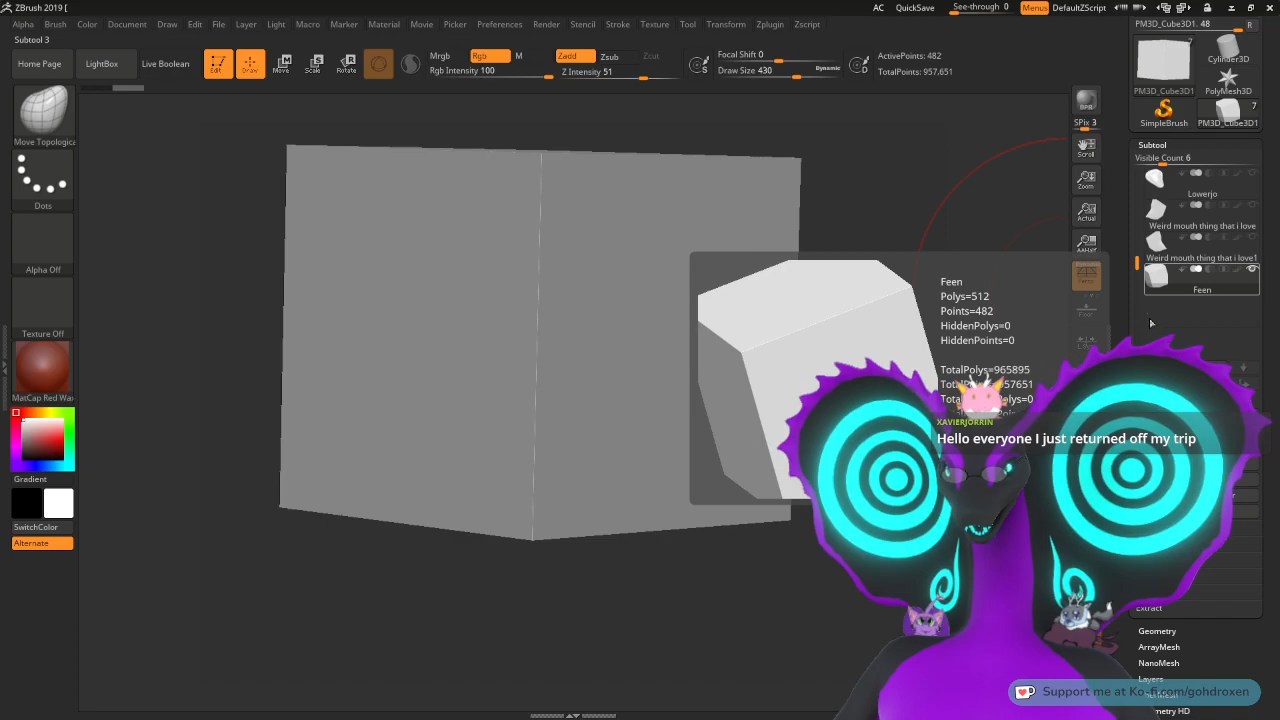 ZBrush 2019 [
AC QuickSave See-through 0 Menus DefaultZScript
Alpha Brush Color Document Draw Edit File Layer Light Macro Marker Material Movie Picker Preferences Render Stencil Stroke Texture Tool Transform Zplugin Zscript
Subtool 3
Home Page LightBox Live Boolean
Edit Draw Move Scale Rotate
Mrgb Rgb M
Rgb Intensity 100
Zadd Zsub Zcut
Z Intensity 51
Focal Shift 0
Draw Size 430 Dynamic
S D
ActivePoints: 482
TotalPoints: 957,651
Move Topologica
Dots
Alpha Off
Texture Off
MatCap Red Wax
Gradient
SwitchColor
Alternate
BPR
SPix 3
Scroll
Zoom
Actual
AAHalf
Persp
Floor
PM3D_Cube3D1. 48 R
7
Cylinder3D
PM3D_Cube3D1 PolyMesh3D
7
SimpleBrush PM3D_Cube3D1
Subtool
Visible Count 6
Lowerjo
Weird mouth thing that i love
Weird mouth thing that i love1
Feen
Feen
Polys=512
Points=482
HiddenPolys=0
HiddenPoints=0
TotalPolys=965895
XAVIERJORRIN
Hello everyone I just returned off my trip
Extract
Geometry
ArrayMesh
NanoMesh
Layers
Support me at Ko-fi.com/gohdroxen